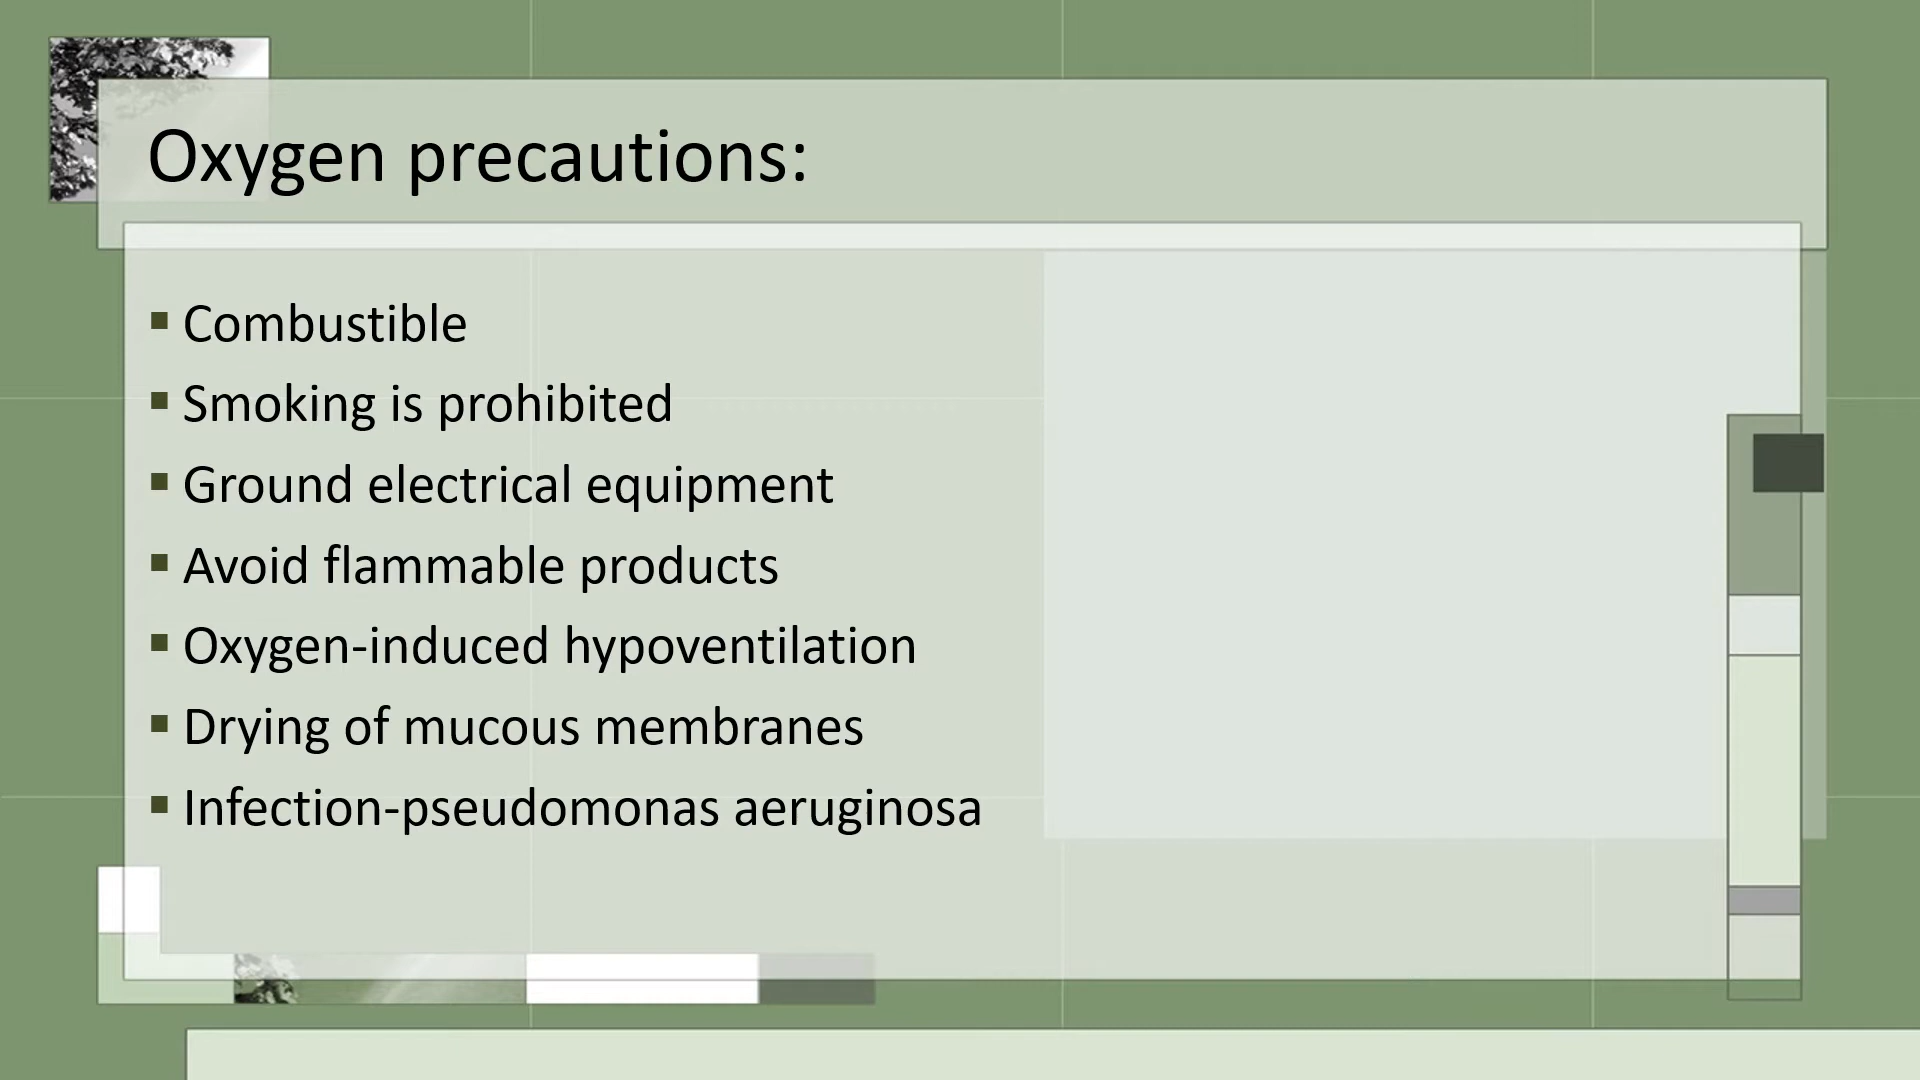 Oxygen precautions:
▪ Combustible
▪ Smoking is prohibited
▪ Ground electrical equipment
▪ Avoid flammable products
▪ Oxygen-induced hypoventilation
▪ Drying of mucous membranes
▪ Infection-pseudomonas aeruginosa